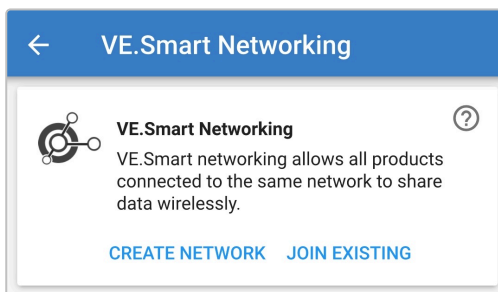 VE.Smart Networking
VE.Smart Networking
VE.Smart networking allows all products
connected to the same network to share
data wirelessly.
CREATE NETWORK JOIN EXISTING